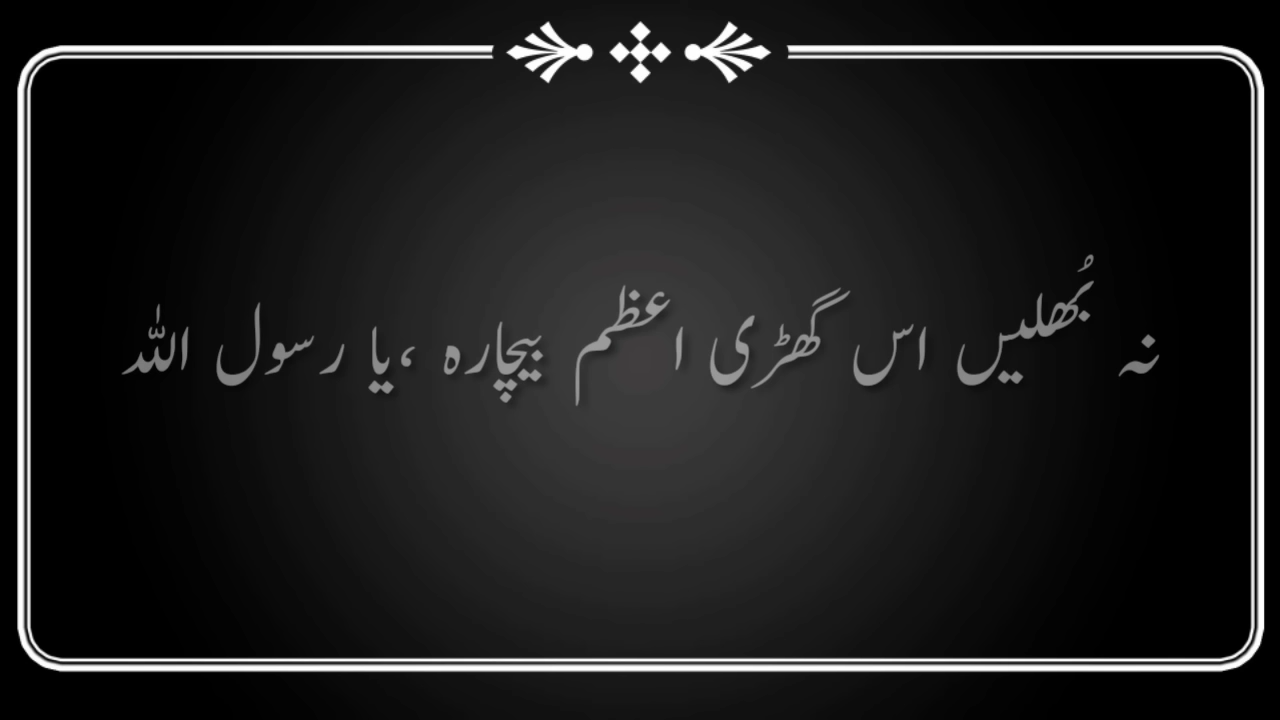 نہ بُھلیں اس گھڑی اعظم بیچارہ ،یا رسول اللہ